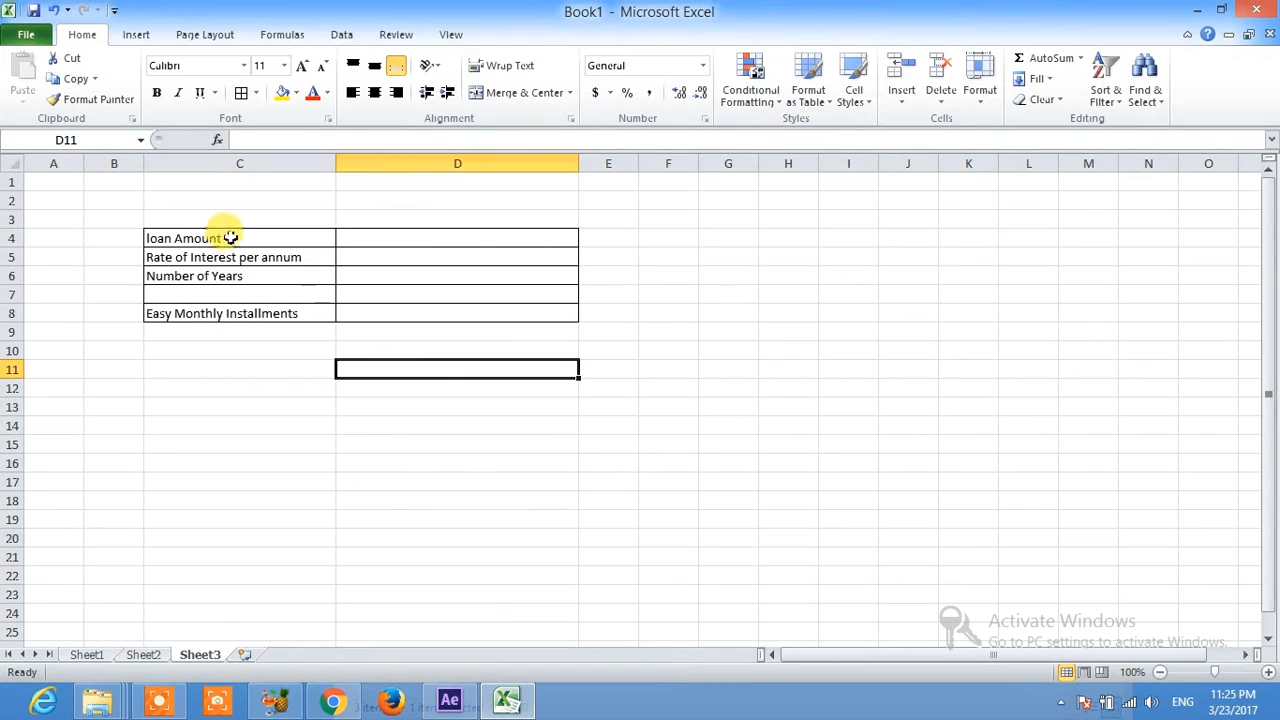 Book1 - Microsoft Excel
File Home Insert Page Layout Formulas Data Review View
Paste
Cut
Copy
Format Painter
Clipboard
Calibri 11
B I U
Font
Wrap Text
Merge & Center
Alignment
General
$ % ,
Number
Conditional Formatting
Format as Table
Cell Styles
Styles
Insert
Delete
Format
Cells
AutoSum
Fill
Clear
Sort & Filter
Find & Select
Editing
D11 fx
A B C D E F G H I J K L M N O
1
2
3
4 loan Amount
5 Rate of Interest per annum
6 Number of Years
7
8 Easy Monthly Installments
9
10
11
12
13
14
15
16
17
18
19
20
21
22
23
24
25
Activate Windows
Go to PC settings to activate Windows.
Sheet1 Sheet2 Sheet3
Ready 100%
Ae ENG 11:25 PM
3/23/2017